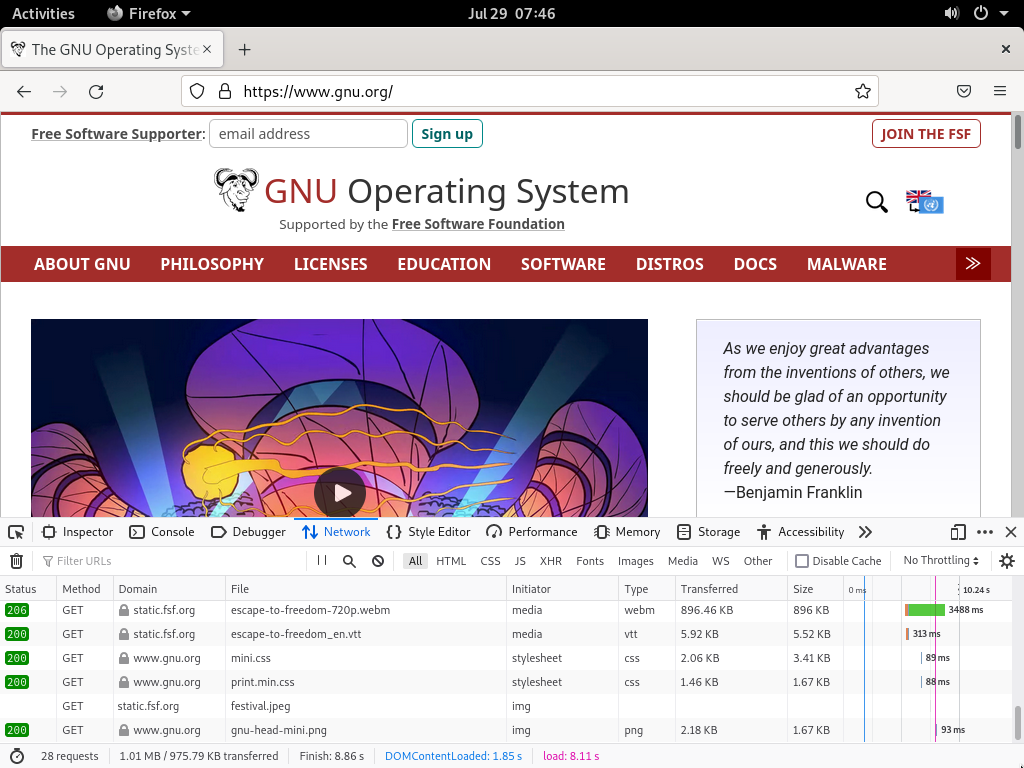 Activities Firefox Jul 29 07:46
The GNU Operating Syste
https://www.gnu.org/
Free Software Supporter: email address Sign up JOIN THE FSF
GNU Operating System
Supported by the Free Software Foundation
ABOUT GNU PHILOSOPHY LICENSES EDUCATION SOFTWARE DISTROS DOCS MALWARE
As we enjoy great advantages
from the inventions of others, we
should be glad of an opportunity
to serve others by any invention
of ours, and this we should do
freely and generously.
—Benjamin Franklin
Inspector Console Debugger Network Style Editor Performance Memory Storage Accessibility
Filter URLs All HTML CSS JS XHR Fonts Images Media WS Other Disable Cache No Throttling
Status Method Domain File Initiator Type Transferred Size 0 ms 10.24 s
206 GET static.fsf.org escape-to-freedom-720p.webm media webm 896.46 KB 896 KB 3488 ms
200 GET static.fsf.org escape-to-freedom_en.vtt media vtt 5.92 KB 5.52 KB 313 ms
200 GET www.gnu.org mini.css stylesheet css 2.06 KB 3.41 KB 89 ms
200 GET www.gnu.org print.min.css stylesheet css 1.46 KB 1.67 KB 88 ms
GET static.fsf.org festival.jpeg img
200 GET www.gnu.org gnu-head-mini.png img png 2.18 KB 1.67 KB 93 ms
28 requests 1.01 MB / 975.79 KB transferred Finish: 8.86 s DOMContentLoaded: 1.85 s load: 8.11 s